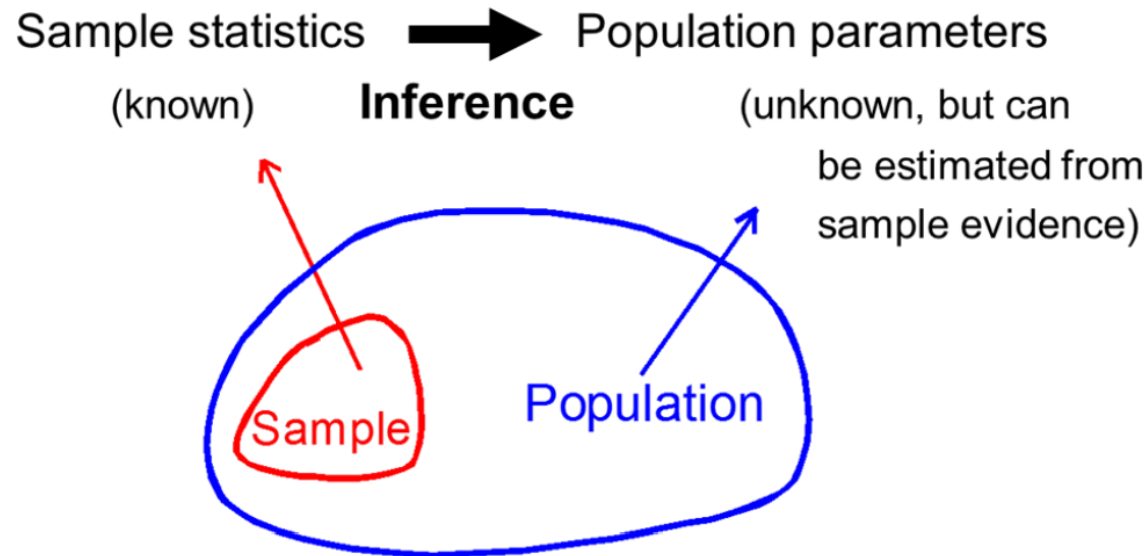 Sample statistics
Population parameters
(known)
Inference
(unknown, but can
be estimated from
sample evidence)
Sample
Population